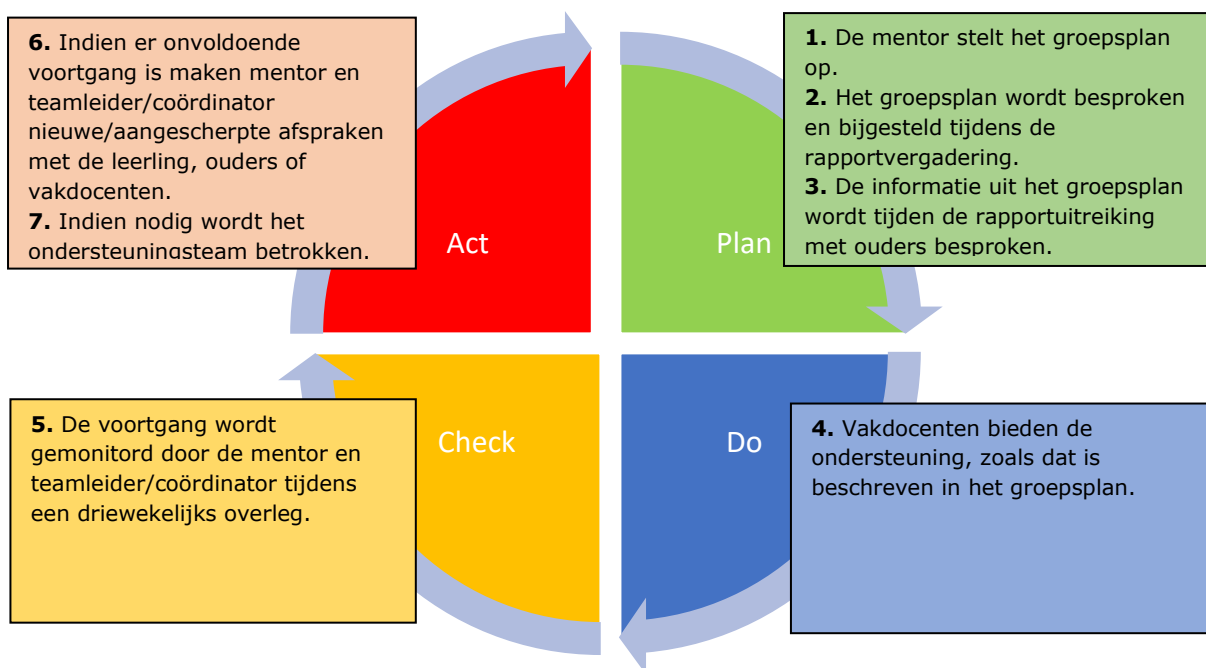 1. De mentor stelt het groepsplan
op.
2. Het groepsplan wordt besproken
en bijgesteld tijdens de
rapportvergadering.
3. De informatie uit het groepsplan
wordt tijden de rapportuitreiking
met ouders besproken.
Plan
4. Vakdocenten bieden de
ondersteuning, zoals dat is
beschreven in het groepsplan.
Do
5. De voortgang wordt
gemonitord door de mentor en
teamleider/coördinator tijdens
een driewekelijks overleg.
Check
6. Indien er onvoldoende
voortgang is maken mentor en
teamleider/coördinator
nieuwe/aangescherpte afspraken
met de leerling, ouders of
vakdocenten.
7. Indien nodig wordt het
ondersteuningsteam betrokken.
Act